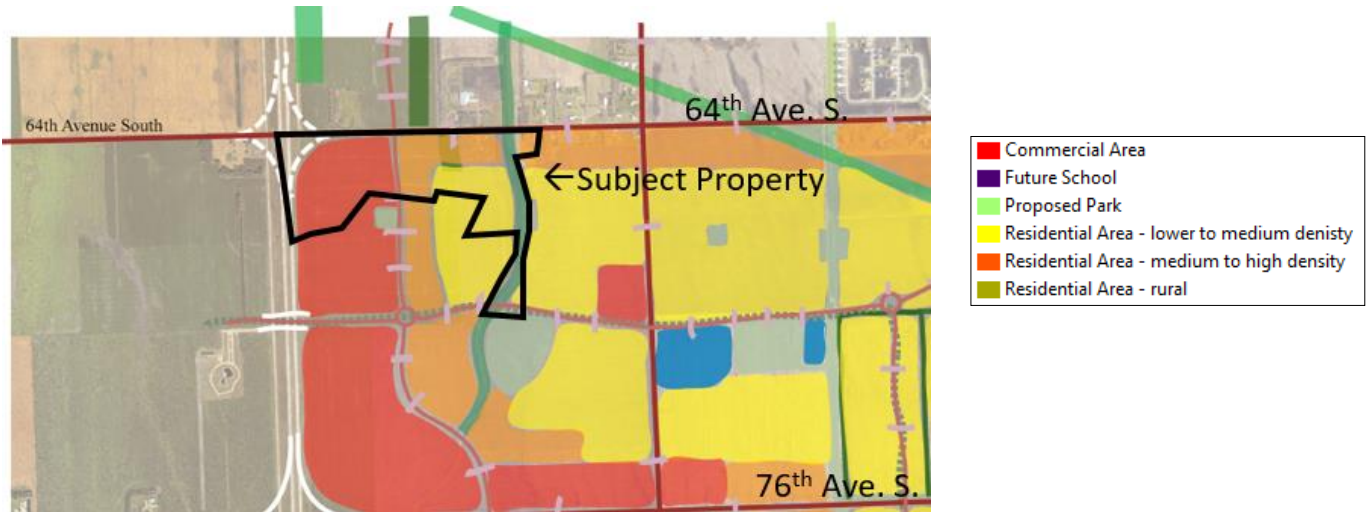 64th Avenue South
64th Ave. S.
←Subject Property
76th Ave. S.
Commercial Area
Future School
Proposed Park
Residential Area - lower to medium denisty
Residential Area - medium to high density
Residential Area - rural